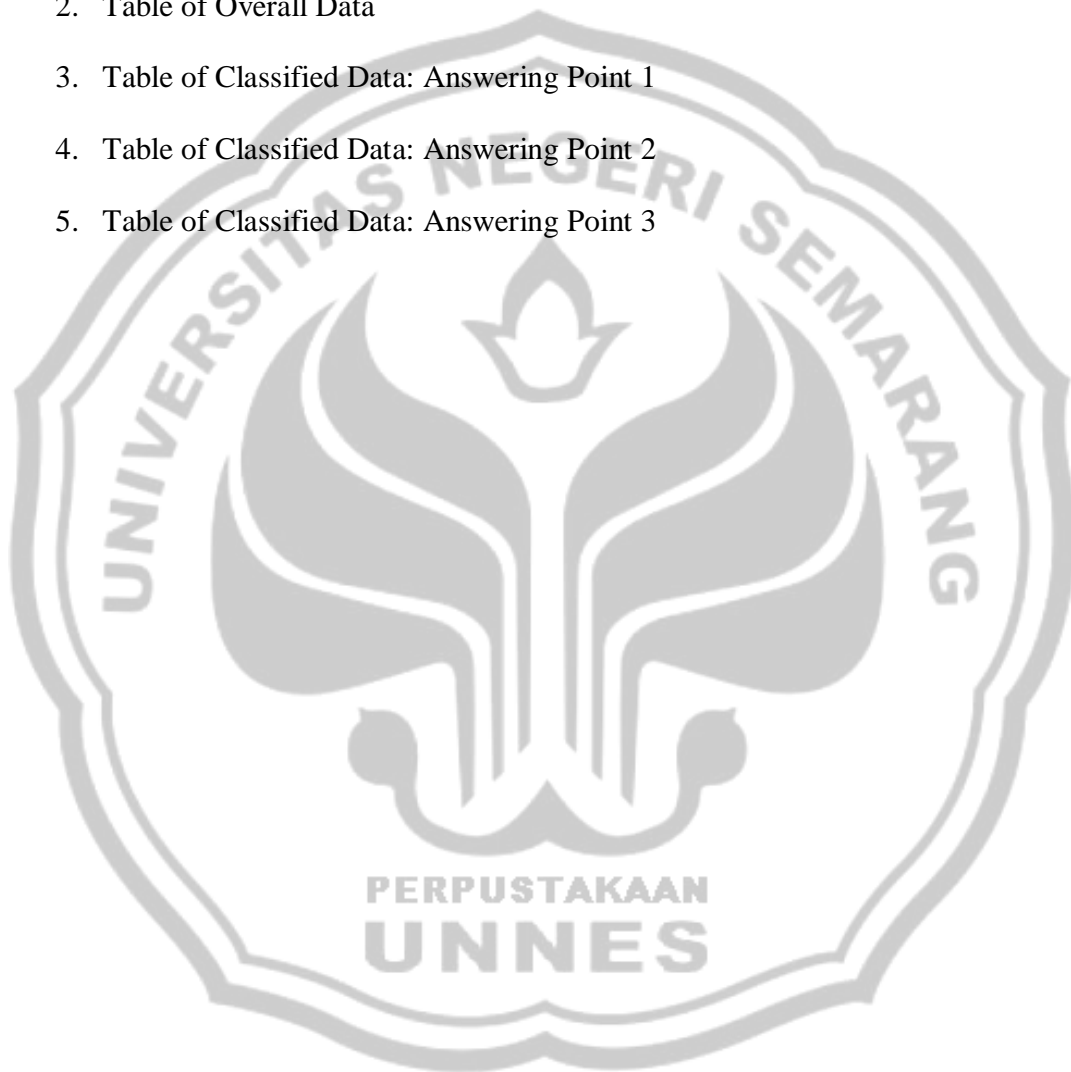 2. Table of Overall Data
3. Table of Classified Data: Answering Point 1
4. Table of Classified Data: Answering Point 2
5. Table of Classified Data: Answering Point 3
UNIVERSITAS NEGERI SEMARANG
PERPUSTAKAAN
UNNES